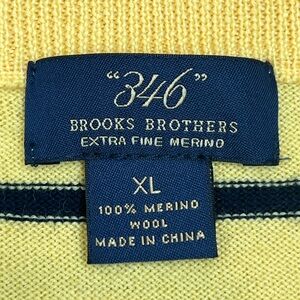 "346"
BROOKS BROTHERS
EXTRA FINE MERINO
XL
100% MERINO
WOOL
MADE IN CHINA